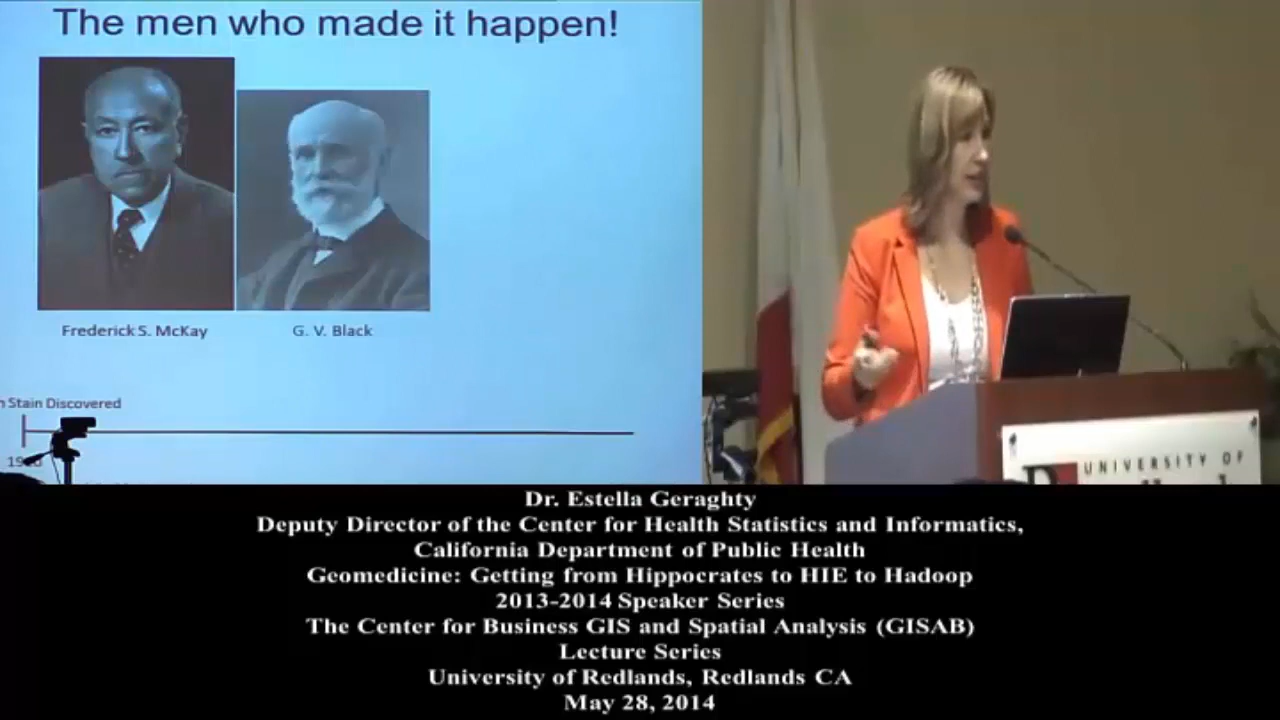 The men who made it happen!
Frederick S. McKay
G. V. Black
Stain Discovered
UNIVERSITY OF
Dr. Estella Geraghty
Deputy Director of the Center for Health Statistics and Informatics,
California Department of Public Health
Geomedicine: Getting from Hippocrates to HIE to Hadoop
2013-2014 Speaker Series
The Center for Business GIS and Spatial Analysis (GISAB)
Lecture Series
University of Redlands, Redlands CA
May 28, 2014